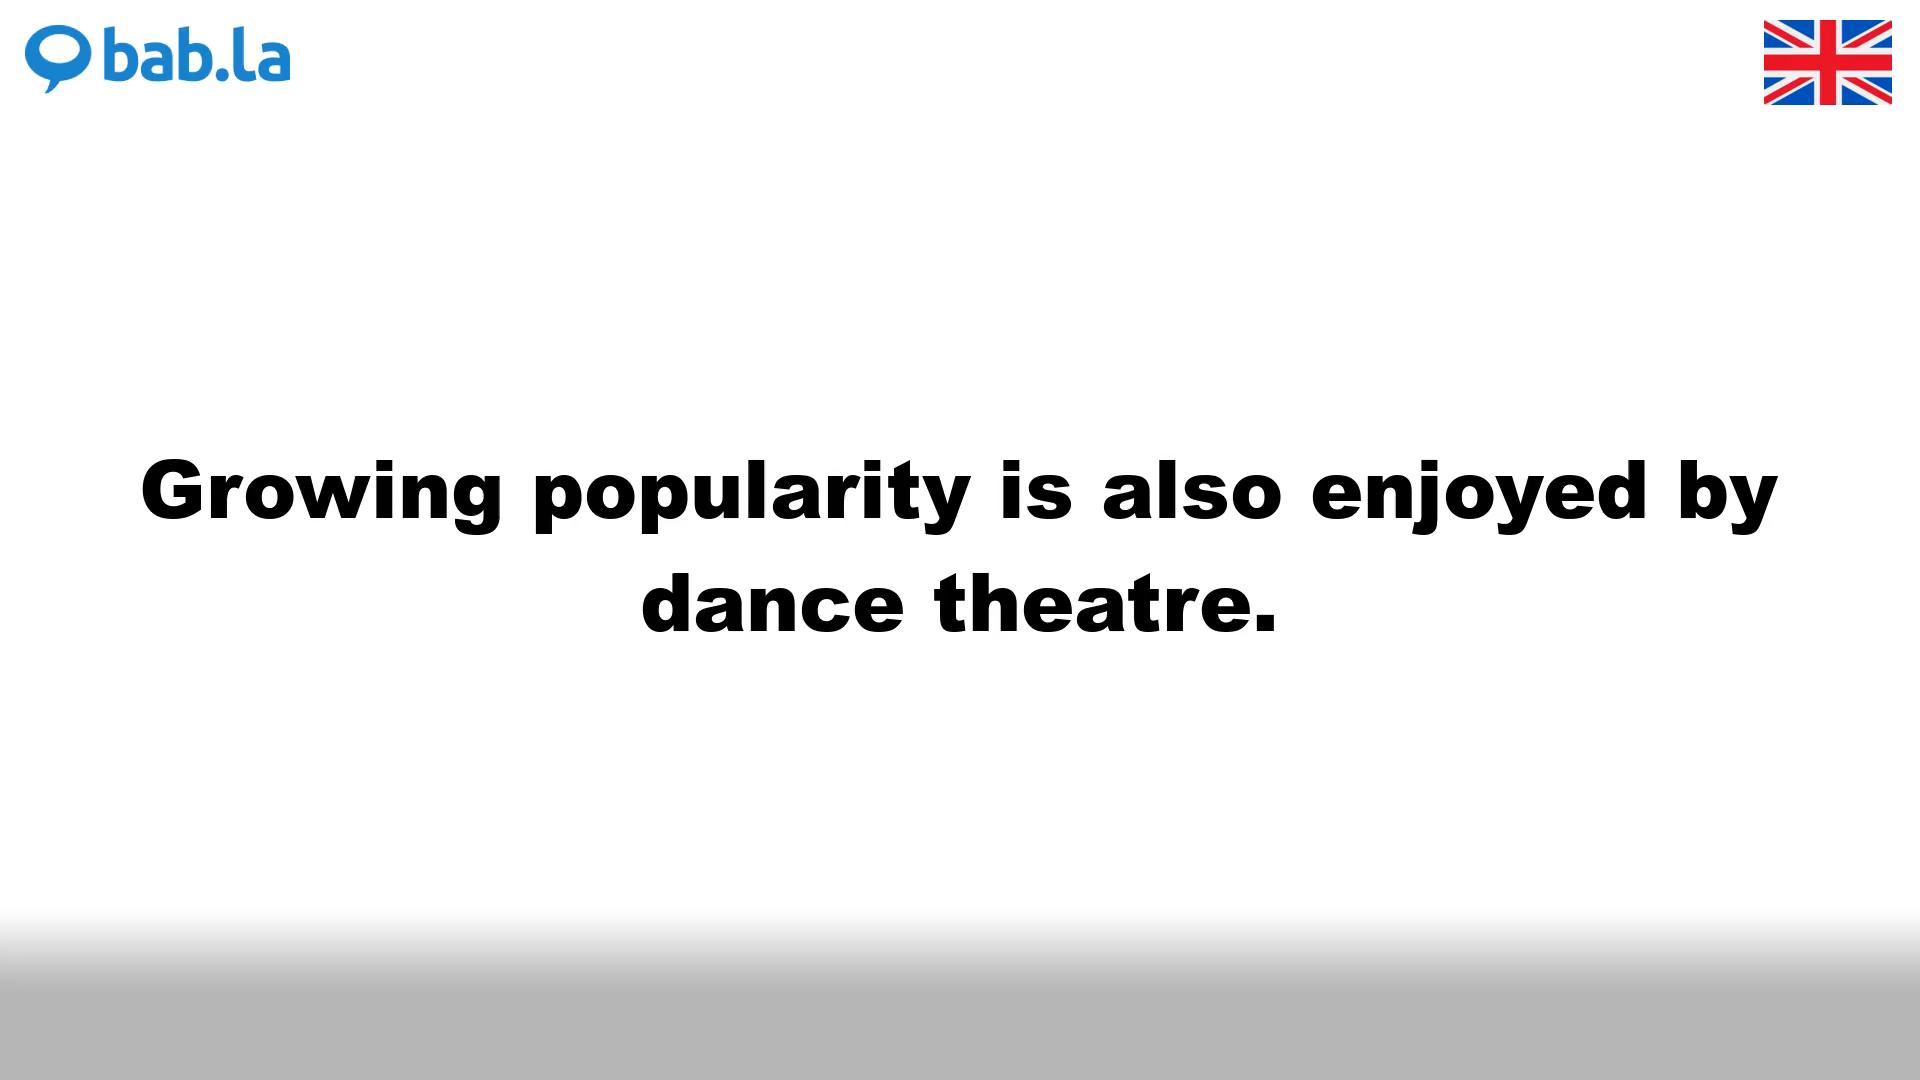 bab.la
Growing popularity is also enjoyed by
dance theatre.